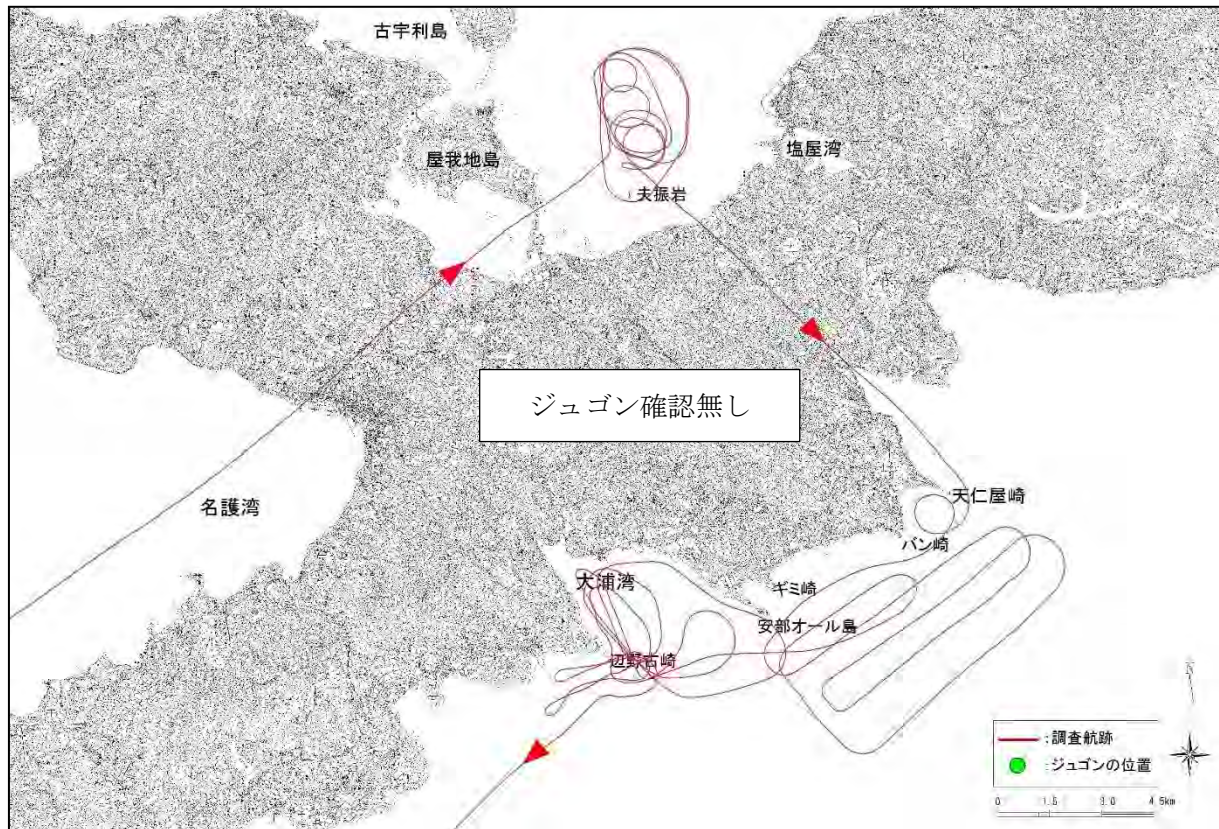 古宇利島
屋我地島
塩屋湾
夫振岩
ジュゴン確認無し
名護湾
天仁屋崎
バン崎
大浦湾
ギミ崎
安部オール島
辺野古崎
N
:調査航跡
:ジュゴンの位置
0 1.5 3.0 4.5km